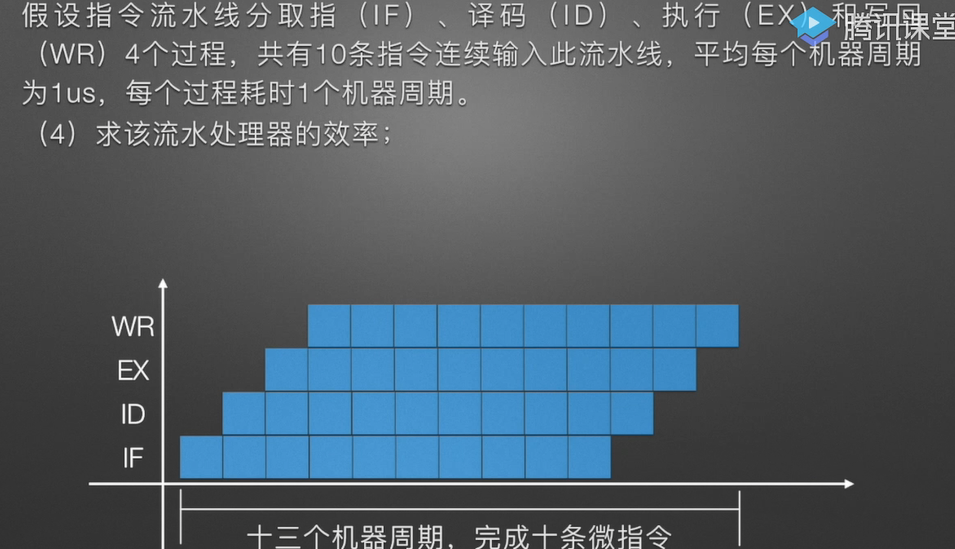 假设指令流水线分取指（IF）、译码（ID）、执行（EX）和写回
（WR）4个过程，共有10条指令连续输入此流水线，平均每个机器周期
为1us，每个过程耗时1个机器周期。
（4）求该流水处理器的效率；
腾讯课堂
WR
EX
ID
IF
十三个机器周期，完成十条微指令